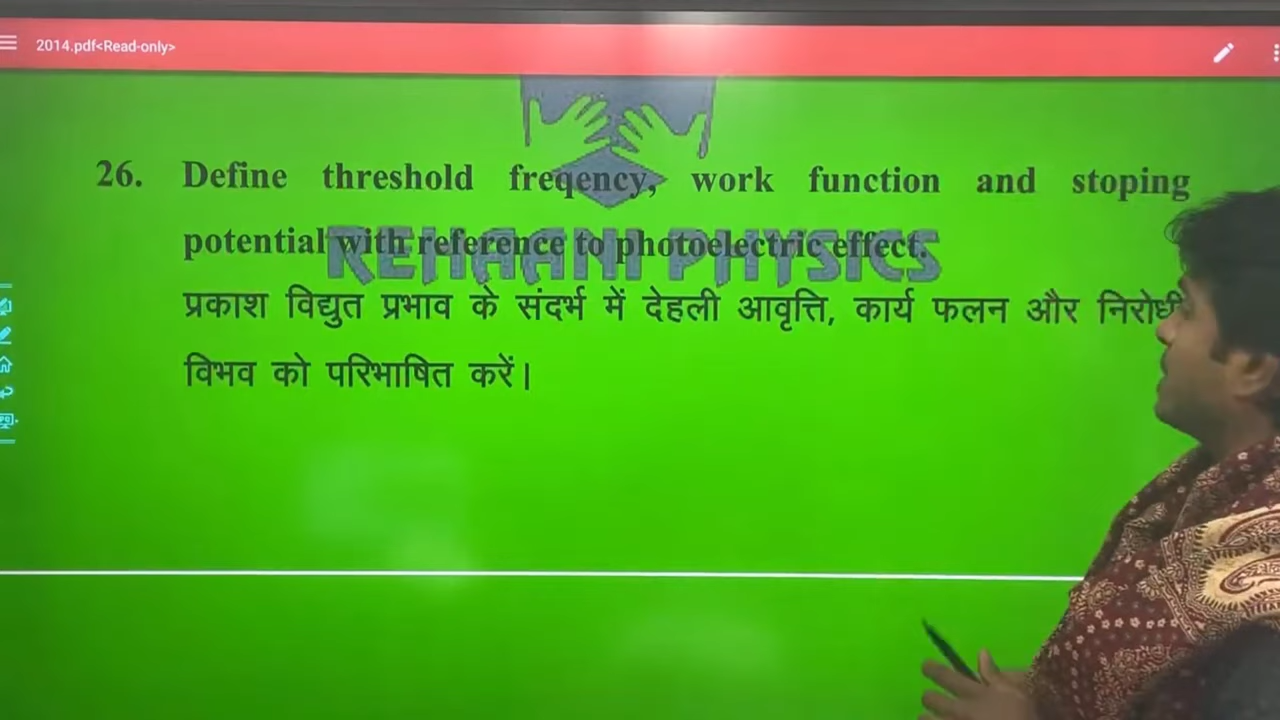 2014.pdf<Read-only>
26. Define threshold freqency, work function and stoping
potential with reference to photoelectric effect.
REHAANI PHYSICS
प्रकाश विद्युत प्रभाव के संदर्भ में देहली आवृत्ति, कार्य फलन और निरोधी
विभव को परिभाषित करें।